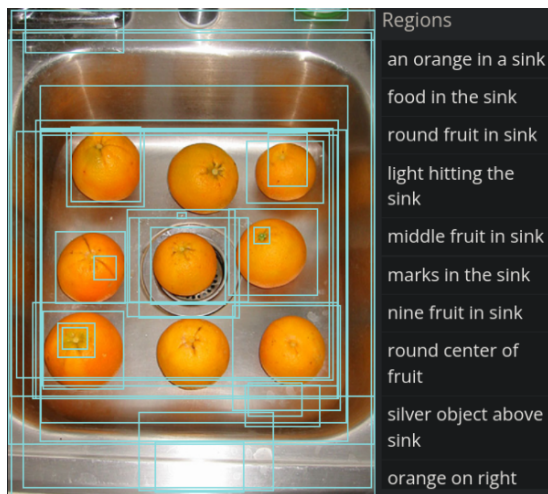 Regions
an orange in a sink
food in the sink
round fruit in sink
light hitting the
sink
middle fruit in sink
marks in the sink
nine fruit in sink
round center of
fruit
silver object above
sink
orange on right